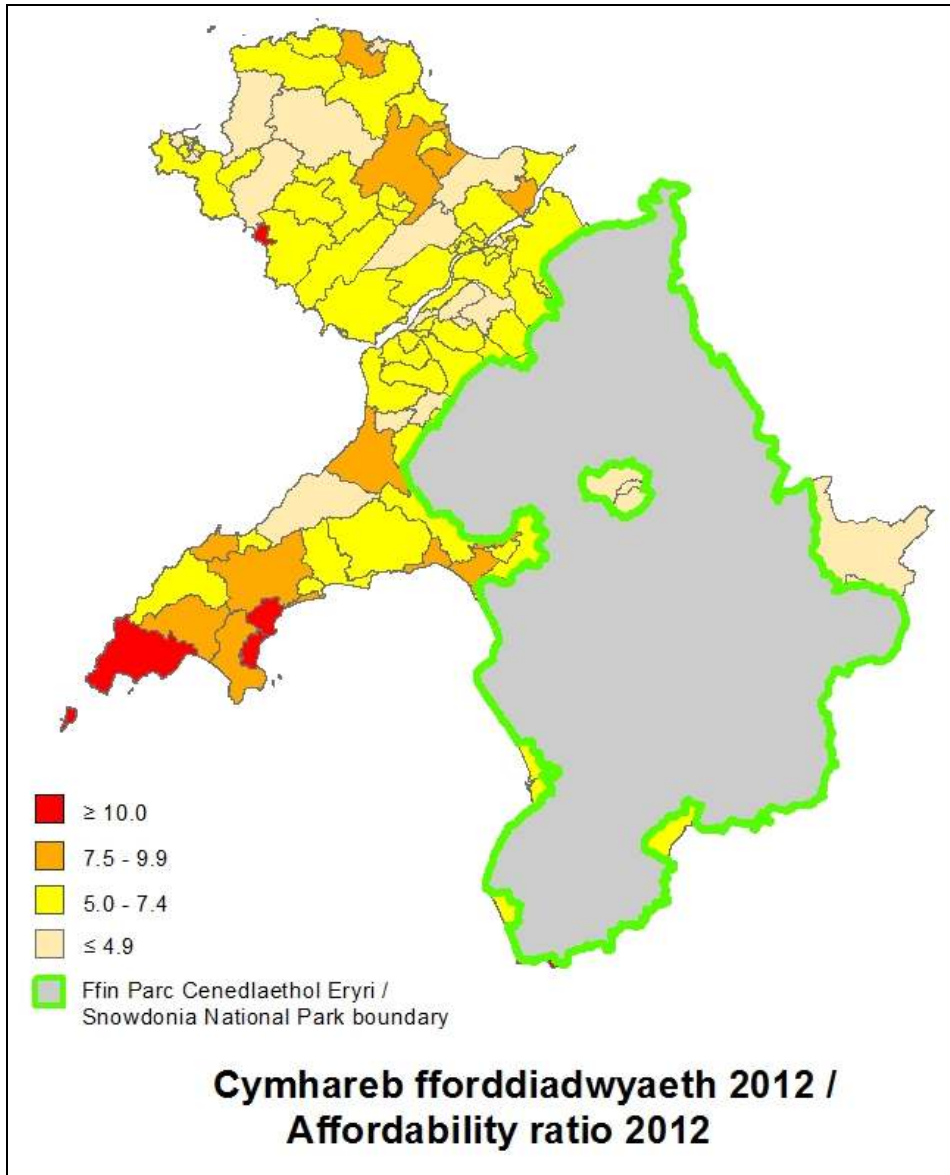 ≥ 10.0
7.5 - 9.9
5.0 - 7.4
≤ 4.9
Ffin Parc Cenedlaethol Eryri /
Snowdonia National Park boundary
Cymhareb fforddiadwyaeth 2012 /
Affordability ratio 2012